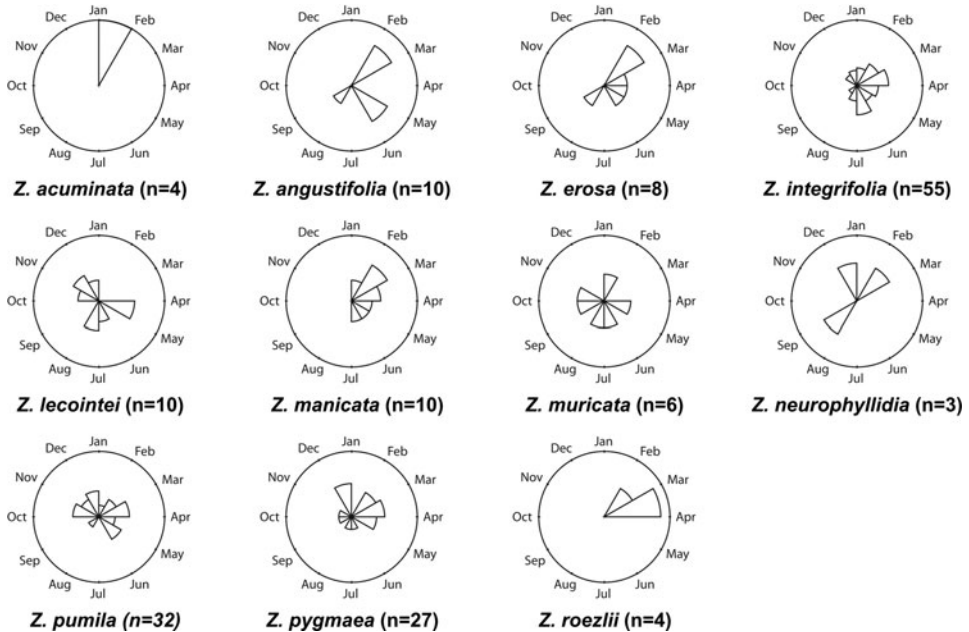 Jan
Dec Feb
Nov Mar
Oct Apr
Sep May
Aug Jun
Jul
Z. acuminata (n=4)
Jan
Dec Feb
Nov Mar
Oct Apr
Sep May
Aug Jun
Jul
Z. angustifolia (n=10)
Jan
Dec Feb
Nov Mar
Oct Apr
Sep May
Aug Jun
Jul
Z. erosa (n=8)
Jan
Dec Feb
Nov Mar
Oct Apr
Sep May
Aug Jun
Jul
Z. integrifolia (n=55)
Jan
Dec Feb
Nov Mar
Oct Apr
Sep May
Aug Jun
Jul
Z. lecointei (n=10)
Jan
Dec Feb
Nov Mar
Oct Apr
Sep May
Aug Jun
Jul
Z. manicata (n=10)
Jan
Dec Feb
Nov Mar
Oct Apr
Sep May
Aug Jun
Jul
Z. muricata (n=6)
Jan
Dec Feb
Nov Mar
Oct Apr
Sep May
Aug Jun
Jul
Z. neurophyllidia (n=3)
Jan
Dec Feb
Nov Mar
Oct Apr
Sep May
Aug Jun
Jul
Z. pumila (n=32)
Jan
Dec Feb
Nov Mar
Oct Apr
Sep May
Aug Jun
Jul
Z. pygmaea (n=27)
Jan
Dec Feb
Nov Mar
Oct Apr
Sep May
Aug Jun
Jul
Z. roezlii (n=4)